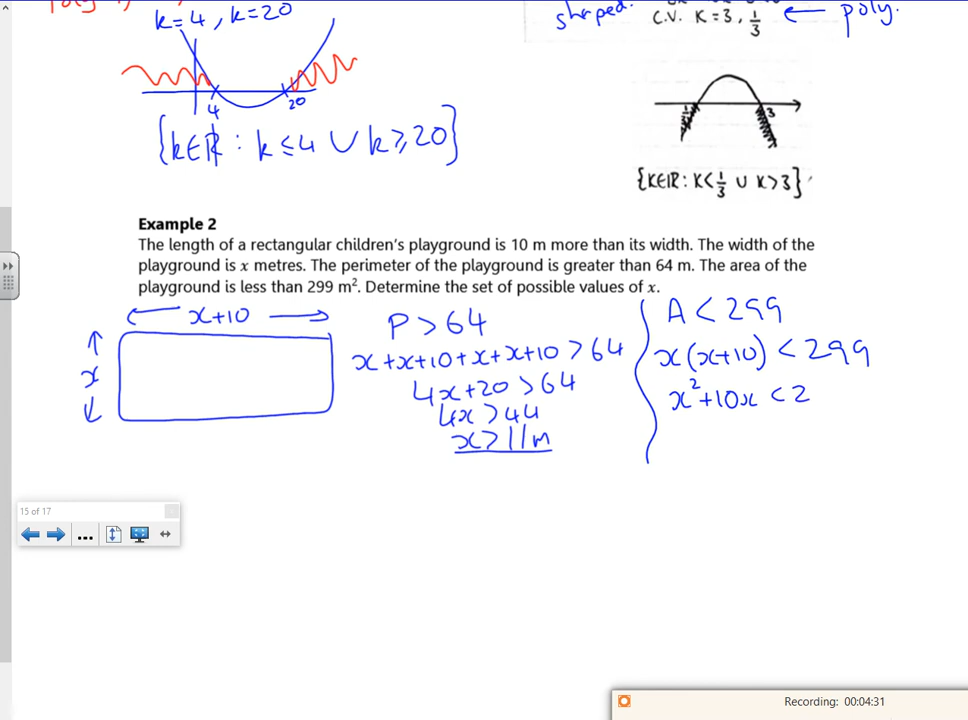 k=4, k=20
shaped.
C.V. K=3, 1/3 ← poly.
4
20
{k∈ℝ : k≤4 ∪ k≥20}
3
{K∈ℝ: K<1/3 ∪ K>3}
Example 2
The length of a rectangular children's playground is 10 m more than its width. The width of the
playground is x metres. The perimeter of the playground is greater than 64 m. The area of the
playground is less than 299 m². Determine the set of possible values of x.
x+10
x
P > 64
x+x+10+x+x+10 > 64
4x+20 > 64
4x > 44
x > 11m
A < 299
x(x+10) < 299
x²+10x < 2
15 of 17
...
Recording: 00:04:31